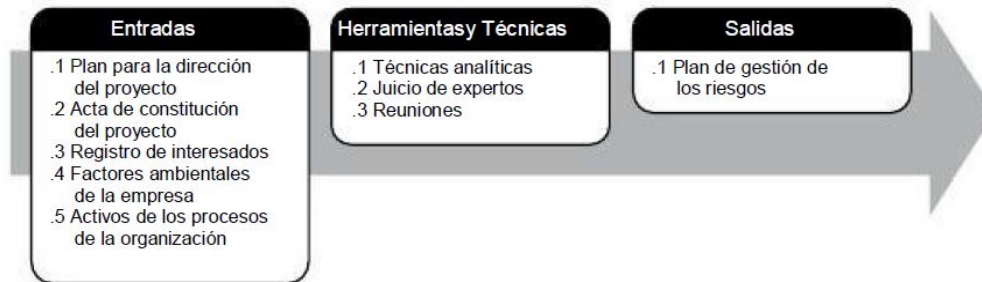 Entradas
.1 Plan para la dirección
del proyecto
.2 Acta de constitución
del proyecto
.3 Registro de interesados
.4 Factores ambientales
de la empresa
.5 Activos de los procesos
de la organización
Herramientasy Técnicas
.1 Técnicas analíticas
.2 Juicio de expertos
.3 Reuniones
Salidas
.1 Plan de gestión de
los riesgos